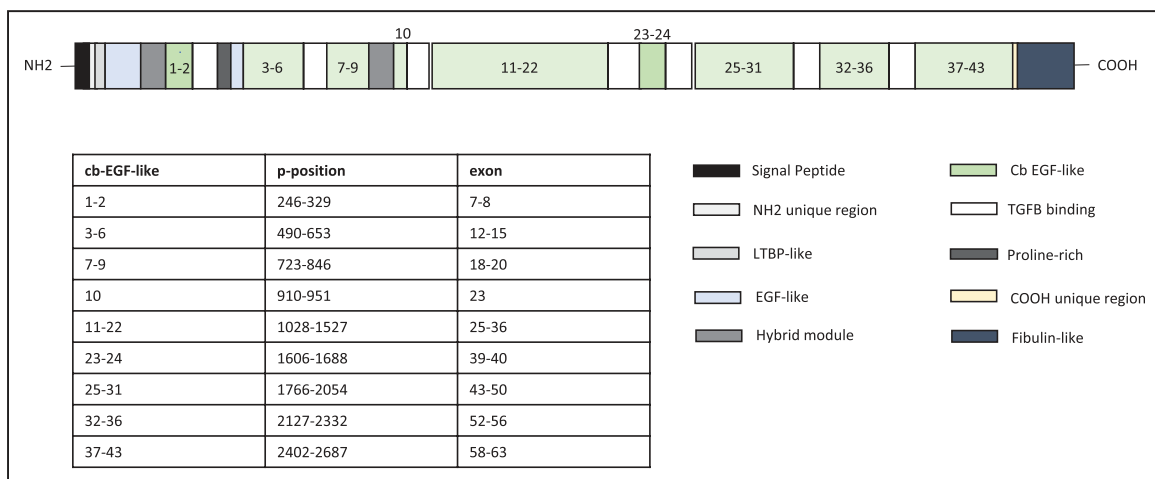 10
23-24
NH2
1-2
3-6
7-9
11-22
25-31
32-36
37-43
COOH
cb-EGF-like p-position exon
1-2 246-329 7-8
3-6 490-653 12-15
7-9 723-846 18-20
10 910-951 23
11-22 1028-1527 25-36
23-24 1606-1688 39-40
25-31 1766-2054 43-50
32-36 2127-2332 52-56
37-43 2402-2687 58-63
Signal Peptide
NH2 unique region
LTBP-like
EGF-like
Hybrid module
Cb EGF-like
TGFB binding
Proline-rich
COOH unique region
Fibulin-like